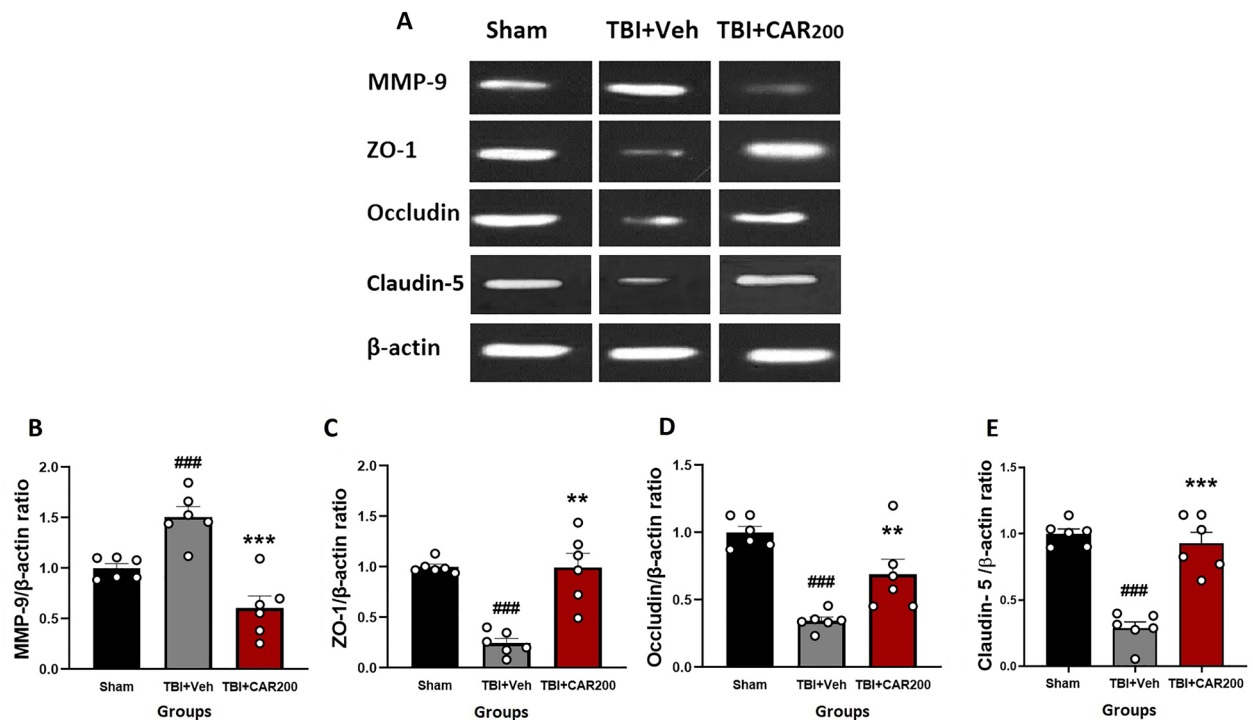 A
Sham TBI+Veh TBI+CAR200
MMP-9
ZO-1
Occludin
Claudin-5
β-actin
B
MMP-9/β-actin ratio
2.0
1.5
1.0
0.5
0.0
###
***
Sham TBI+Veh TBI+CAR200
Groups
C
ZO-1/β-actin ratio
2.0
1.5
1.0
0.5
0.0
###
**
Sham TBI+Veh TBI+CAR200
Groups
D
Occludin/β-actin ratio
1.5
1.0
0.5
0.0
###
**
Sham TBI+Veh TBI+CAR200
Groups
E
Claudin- 5 /β-actin ratio
1.5
1.0
0.5
0.0
###
***
Sham TBI+Veh TBI+CAR200
Groups